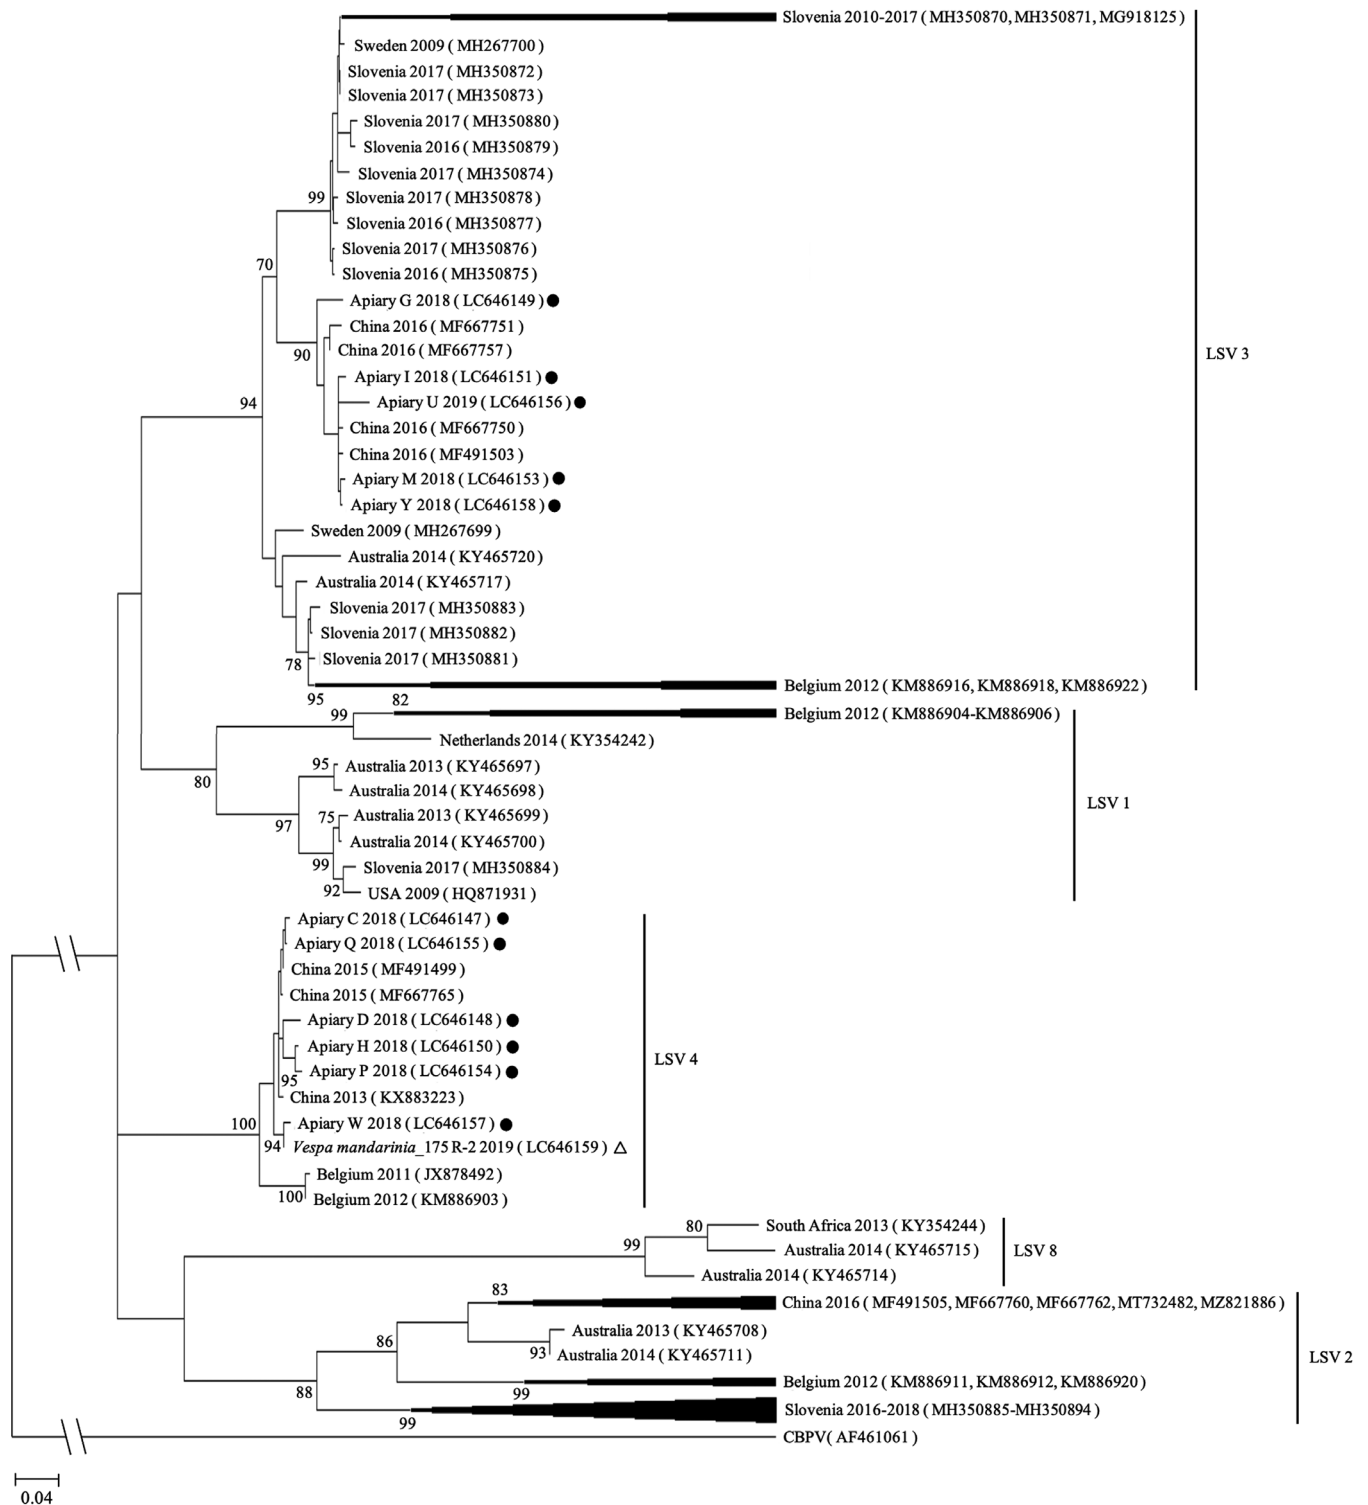 Slovenia 2010-2017 ( MH350870, MH350871, MG918125 )
Sweden 2009 ( MH267700 )
Slovenia 2017 ( MH350872 )
Slovenia 2017 ( MH350873 )
Slovenia 2017 ( MH350880 )
Slovenia 2016 ( MH350879 )
Slovenia 2017 ( MH350874 )
99
Slovenia 2017 ( MH350878 )
Slovenia 2016 ( MH350877 )
Slovenia 2017 ( MH350876 )
70
Slovenia 2016 ( MH350875 )
Apiary G 2018 ( LC646149 )
China 2016 ( MF667751 )
90
China 2016 ( MF667757 )
LSV 3
Apiary I 2018 ( LC646151 )
94
Apiary U 2019 ( LC646156 )
China 2016 ( MF667750 )
China 2016 ( MF491503 )
Apiary M 2018 ( LC646153 )
Apiary Y 2018 ( LC646158 )
Sweden 2009 ( MH267699 )
Australia 2014 ( KY465720 )
Australia 2014 ( KY465717 )
Slovenia 2017 ( MH350883 )
Slovenia 2017 ( MH350882 )
78
Slovenia 2017 ( MH350881 )
Belgium 2012 ( KM886916, KM886918, KM886922 )
95
82
99
Belgium 2012 ( KM886904-KM886906 )
Netherlands 2014 ( KY354242 )
95
Australia 2013 ( KY465697 )
80
Australia 2014 ( KY465698 )
LSV 1
75
Australia 2013 ( KY465699 )
97
Australia 2014 ( KY465700 )
99
Slovenia 2017 ( MH350884 )
92
USA 2009 ( HQ871931 )
Apiary C 2018 ( LC646147 )
Apiary Q 2018 ( LC646155 )
China 2015 ( MF491499 )
China 2015 ( MF667765 )
Apiary D 2018 ( LC646148 )
Apiary H 2018 ( LC646150 )
LSV 4
Apiary P 2018 ( LC646154 )
95
China 2013 ( KX883223 )
100
Apiary W 2018 ( LC646157 )
94
Vespa mandarinia_175 R-2 2019 ( LC646159 )
Belgium 2011 ( JX878492 )
100
Belgium 2012 ( KM886903 )
80
South Africa 2013 ( KY354244 )
99
Australia 2014 ( KY465715 )
LSV 8
Australia 2014 ( KY465714 )
83
China 2016 ( MF491505, MF667760, MF667762, MT732482, MZ821886 )
Australia 2013 ( KY465708 )
86
93
Australia 2014 ( KY465711 )
LSV 2
Belgium 2012 ( KM886911, KM886912, KM886920 )
88
99
Slovenia 2016-2018 ( MH350885-MH350894 )
99
CBPV( AF461061 )
0.04